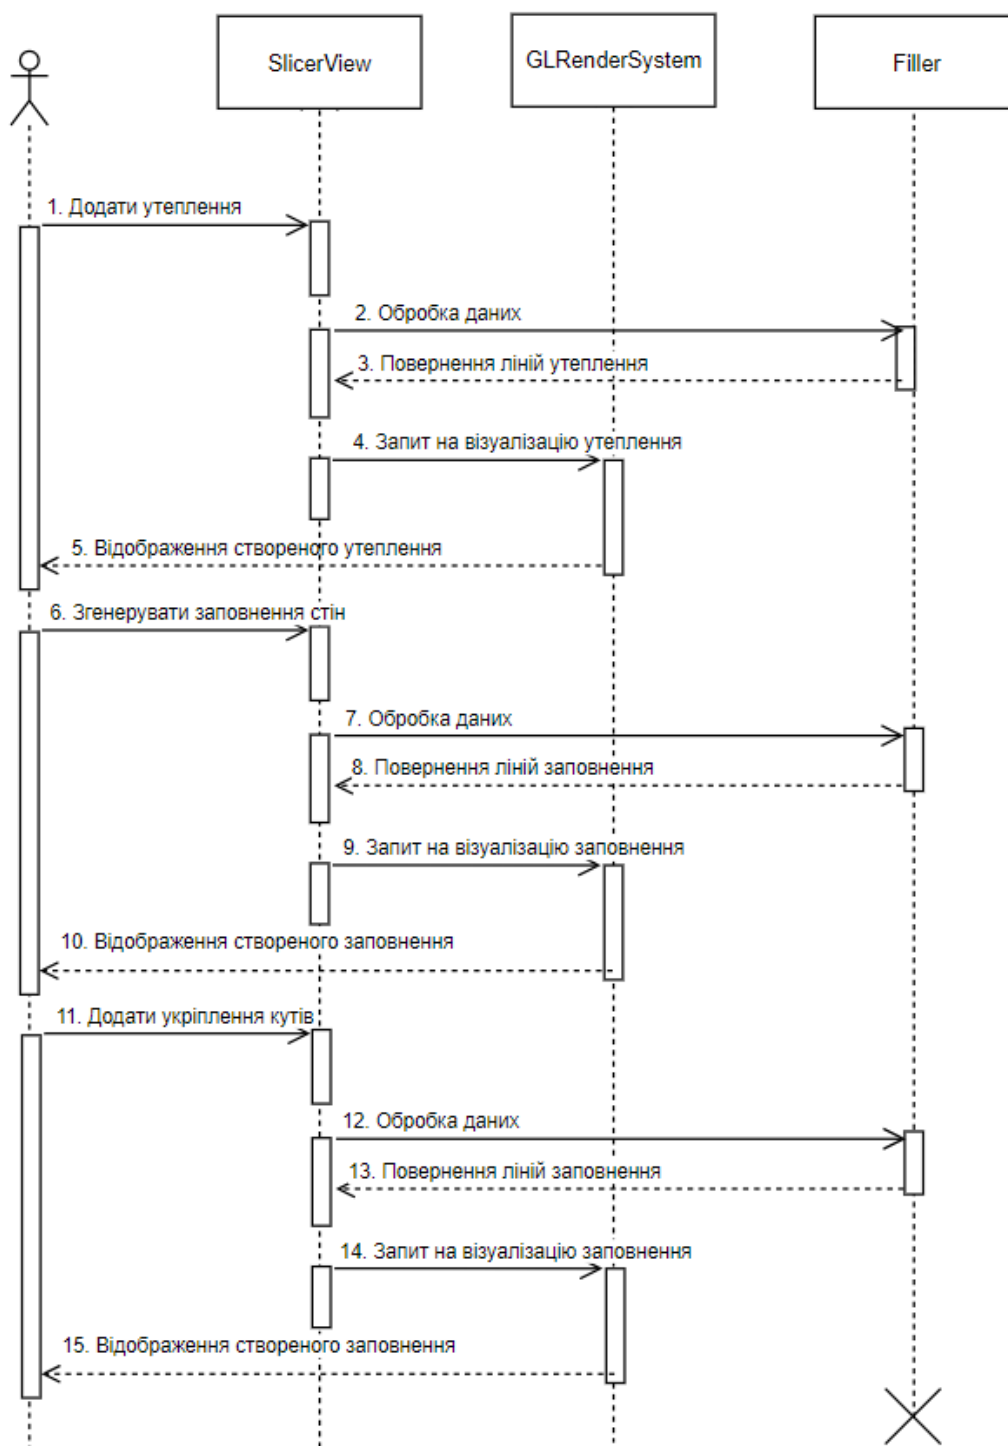 SlicerView
GLRenderSystem
Filler
1. Додати утеплення
2. Обробка даних
3. Повернення ліній утеплення
4. Запит на візуалізацію утеплення
5. Відображення створеного утеплення
6. Згенерувати заповнення стін
7. Обробка даних
8. Повернення ліній заповнення
9. Запит на візуалізацію заповнення
10. Відображення створеного заповнення
11. Додати укріплення кутів
12. Обробка даних
13. Повернення ліній заповнення
14. Запит на візуалізацію заповнення
15. Відображення створеного заповнення